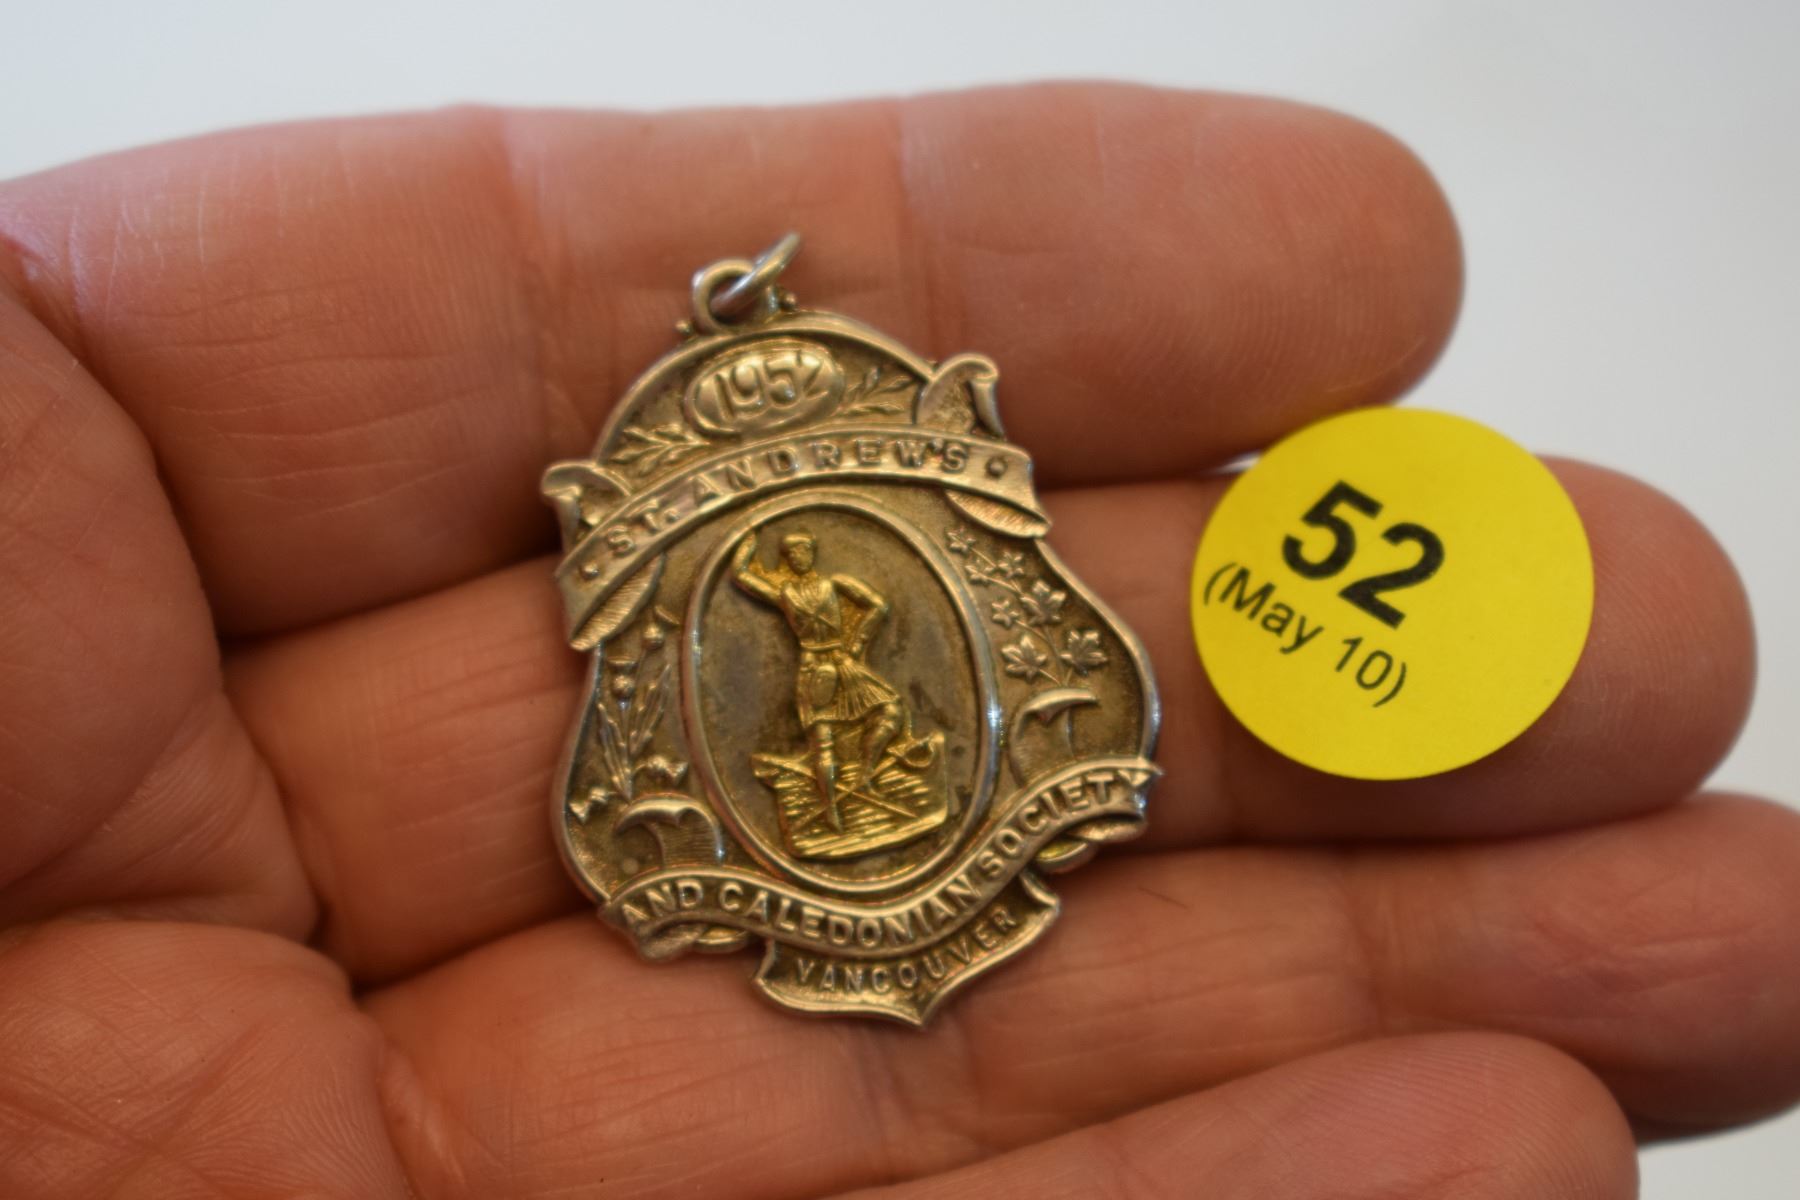 1952
ST. ANDREW'S
AND CALEDONIAN SOCIETY
VANCOUVER
52
(May 10)